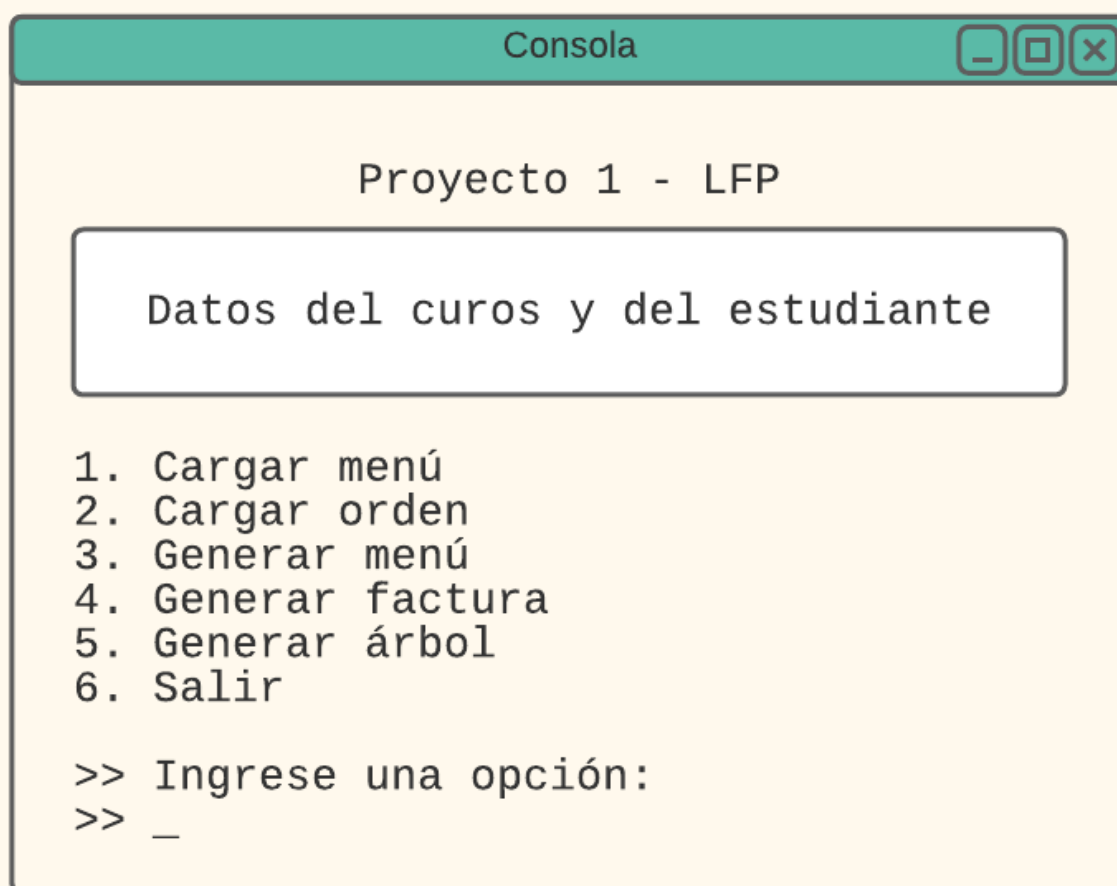 Consola
Proyecto 1 - LFP
Datos del curos y del estudiante
1. Cargar menú
2. Cargar orden
3. Generar menú
4. Generar factura
5. Generar árbol
6. Salir
>> Ingrese una opción:
>> _